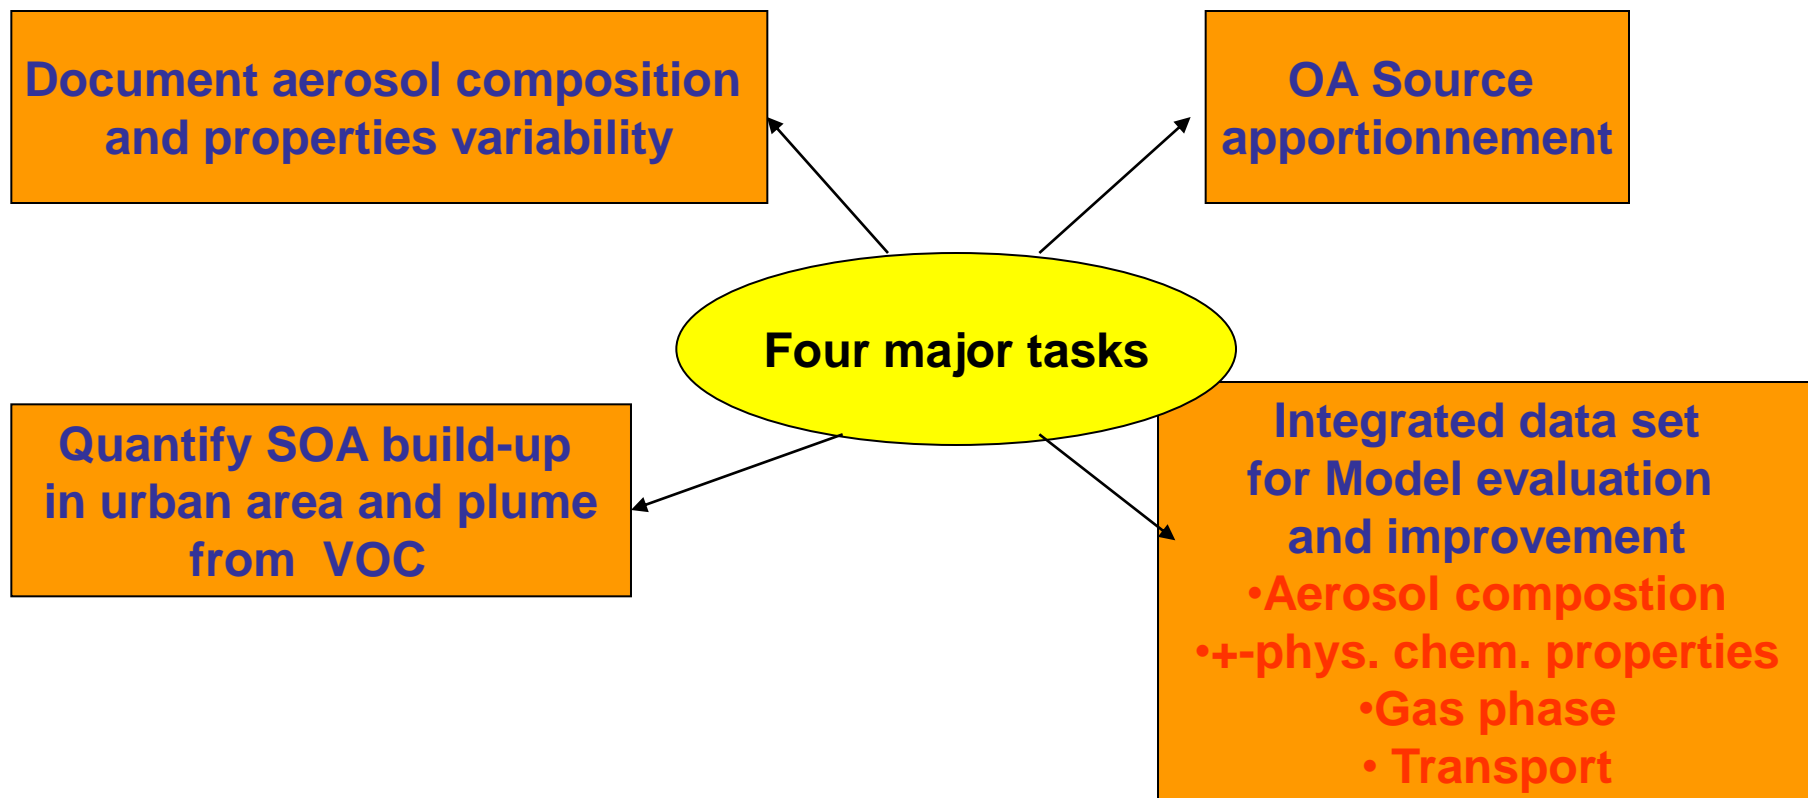 Document aerosol composition
and properties variability
OA Source
apportionnement
Four major tasks
Quantify SOA build-up
in urban area and plume
from  VOC
Integrated data set
for Model evaluation
and improvement
•Aerosol compostion
•+-phys. chem. properties
•Gas phase
• Transport